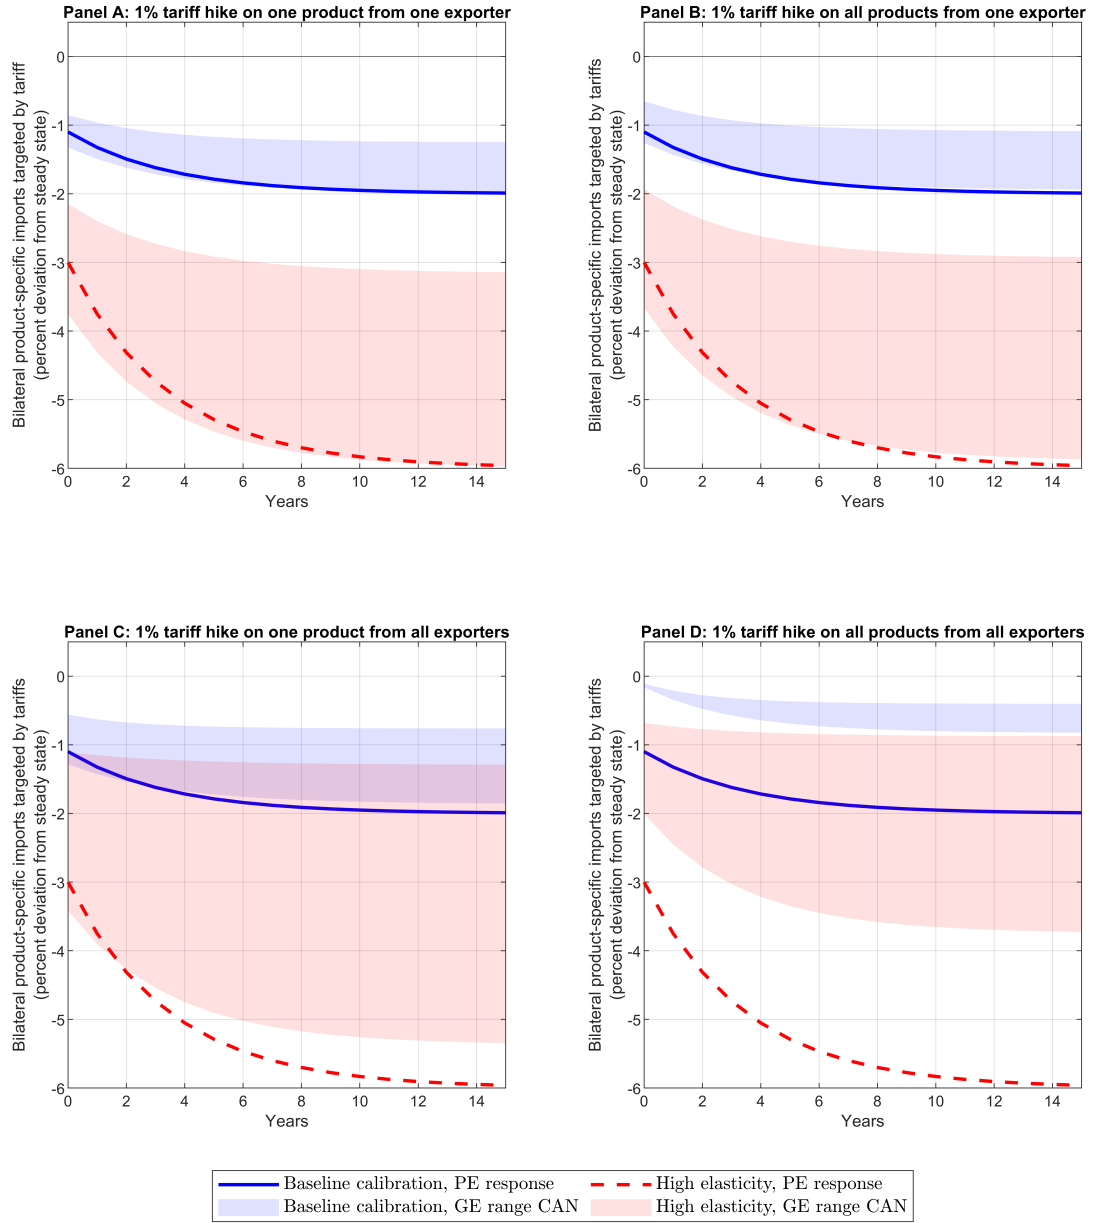 Panel A: 1% tariff hike on one product from one exporter
Bilateral product-specific imports targeted by tariff
(percent deviation from steady state)
0
-1
-2
-3
-4
-5
-6
0 2 4 6 8 10 12 14
Years
Panel B: 1% tariff hike on all products from one exporter
Bilateral product-specific imports targeted by tariffs
(percent deviation from steady state)
0
-1
-2
-3
-4
-5
-6
0 2 4 6 8 10 12 14
Years
Panel C: 1% tariff hike on one product from all exporters
Bilateral product-specific imports targeted by tariffs
(percent deviation from steady state)
0
-1
-2
-3
-4
-5
-6
0 2 4 6 8 10 12 14
Years
Panel D: 1% tariff hike on all products from all exporters
Bilateral product-specific imports targeted by tariffs
(percent deviation from steady state)
0
-1
-2
-3
-4
-5
-6
0 2 4 6 8 10 12 14
Years
Baseline calibration, PE response
High elasticity, PE response
Baseline calibration, GE range CAN
High elasticity, GE range CAN